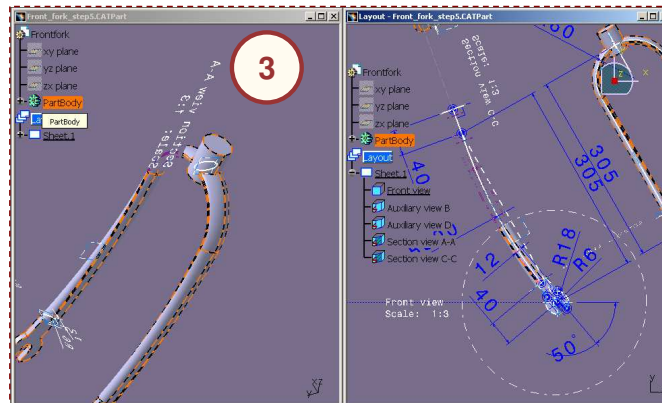 Front_fork_step5.CATPart
Frontfork
xy plane
yz plane
zx plane
PartBody
La
PartBody
Sheet.1
3
Section view A-A
Scale: 1:3
Layout - Front_fork_step5.CATPart
Frontfork
xy plane
yz plane
zx plane
PartBody
Layout
Sheet.1
Front view
Auxiliary view B
Auxiliary view D
Section view A-A
Section view C-C
Section view C-C
Scale: 1:3
40
305
305
R18
R6
12
40
50°
Front view
Scale: 1:3
z
x
y